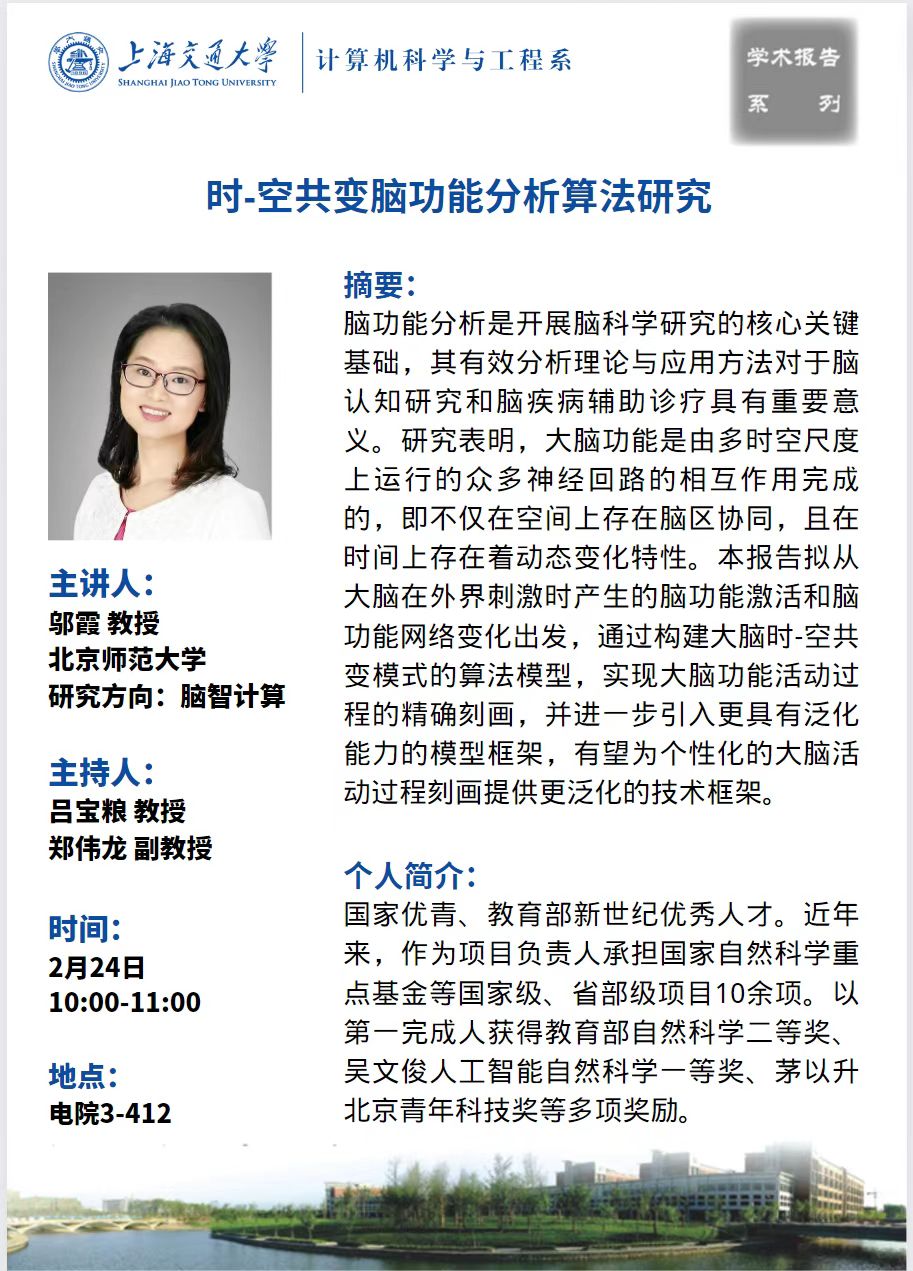 上海交通大学
SHANGHAI JIAO TONG UNIVERSITY
计算机科学与工程系
学术报告
系 列
时-空共变脑功能分析算法研究
主讲人：
邬霞 教授
北京师范大学
研究方向：脑智计算
主持人：
吕宝粮 教授
郑伟龙 副教授
时间：
2月24日
10:00-11:00
地点：
电院3-412
摘要：
脑功能分析是开展脑科学研究的核心关键
基础，其有效分析理论与应用方法对于脑
认知研究和脑疾病辅助诊疗具有重要意
义。研究表明，大脑功能是由多时空尺度
上运行的众多神经回路的相互作用完成
的，即不仅在空间上存在脑区协同，且在
时间上存在着动态变化特性。本报告拟从
大脑在外界刺激时产生的脑功能激活和脑
功能网络变化出发，通过构建大脑时-空共
变模式的算法模型，实现大脑功能活动过
程的精确刻画，并进一步引入更具有泛化
能力的模型框架，有望为个性化的大脑活
动过程刻画提供更泛化的技术框架。
个人简介：
国家优青、教育部新世纪优秀人才。近年
来，作为项目负责人承担国家自然科学重
点基金等国家级、省部级项目10余项。以
第一完成人获得教育部自然科学二等奖、
吴文俊人工智能自然科学一等奖、茅以升
北京青年科技奖等多项奖励。